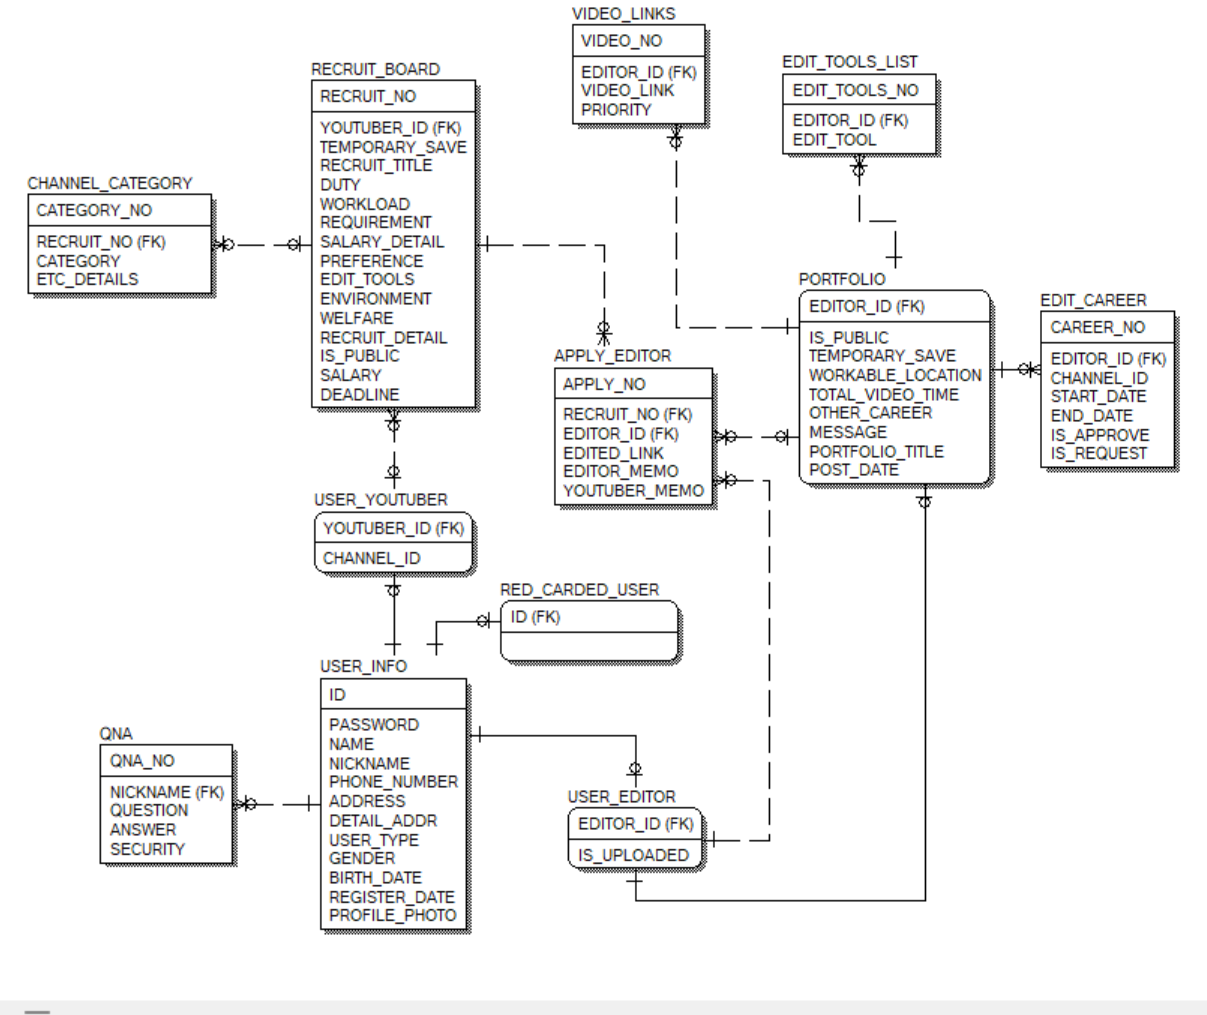 VIDEO_LINKS
VIDEO_NO
EDITOR_ID (FK)
VIDEO_LINK
PRIORITY
EDIT_TOOLS_LIST
EDIT_TOOLS_NO
EDITOR_ID (FK)
EDIT_TOOL
RECRUIT_BOARD
RECRUIT_NO
YOUTUBER_ID (FK)
TEMPORARY_SAVE
RECRUIT_TITLE
DUTY
WORKLOAD
REQUIREMENT
SALARY_DETAIL
PREFERENCE
EDIT_TOOLS
ENVIRONMENT
WELFARE
RECRUIT_DETAIL
IS_PUBLIC
SALARY
DEADLINE
CHANNEL_CATEGORY
CATEGORY_NO
RECRUIT_NO (FK)
CATEGORY
ETC_DETAILS
PORTFOLIO
EDITOR_ID (FK)
IS_PUBLIC
TEMPORARY_SAVE
WORKABLE_LOCATION
TOTAL_VIDEO_TIME
OTHER_CAREER
MESSAGE
PORTFOLIO_TITLE
POST_DATE
EDIT_CAREER
CAREER_NO
EDITOR_ID (FK)
CHANNEL_ID
START_DATE
END_DATE
IS_APPROVE
IS_REQUEST
APPLY_EDITOR
APPLY_NO
RECRUIT_NO (FK)
EDITOR_ID (FK)
EDITED_LINK
EDITOR_MEMO
YOUTUBER_MEMO
USER_YOUTUBER
YOUTUBER_ID (FK)
CHANNEL_ID
RED_CARDED_USER
ID (FK)
USER_INFO
ID
PASSWORD
NAME
NICKNAME
PHONE_NUMBER
ADDRESS
DETAIL_ADDR
USER_TYPE
GENDER
BIRTH_DATE
REGISTER_DATE
PROFILE_PHOTO
QNA
QNA_NO
NICKNAME (FK)
QUESTION
ANSWER
SECURITY
USER_EDITOR
EDITOR_ID (FK)
IS_UPLOADED